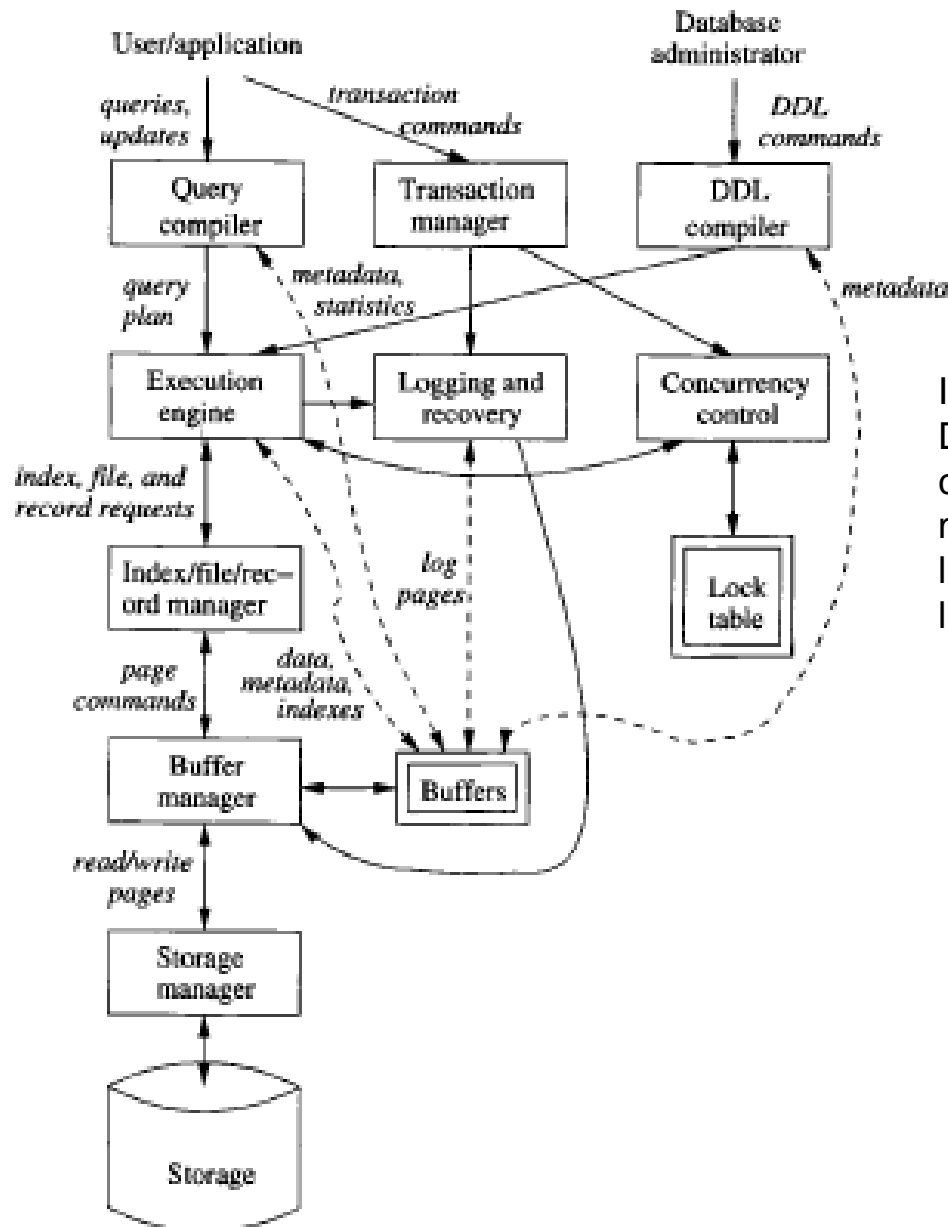 User/application
Database
administrator
queries,
updates
transaction
commands
DDL
commands
Query
compiler
Transaction
manager
DDL
compiler
query
plan
metadata,
statistics
metadata
Execution
engine
Logging and
recovery
Concurrency
control
index, file, and
record requests
Index/file/rec-
ord manager
log
pages
Lock
table
page
commands
data,
metadata,
indexes
Buffer
manager
Buffers
read/write
pages
Storage
manager
Storage